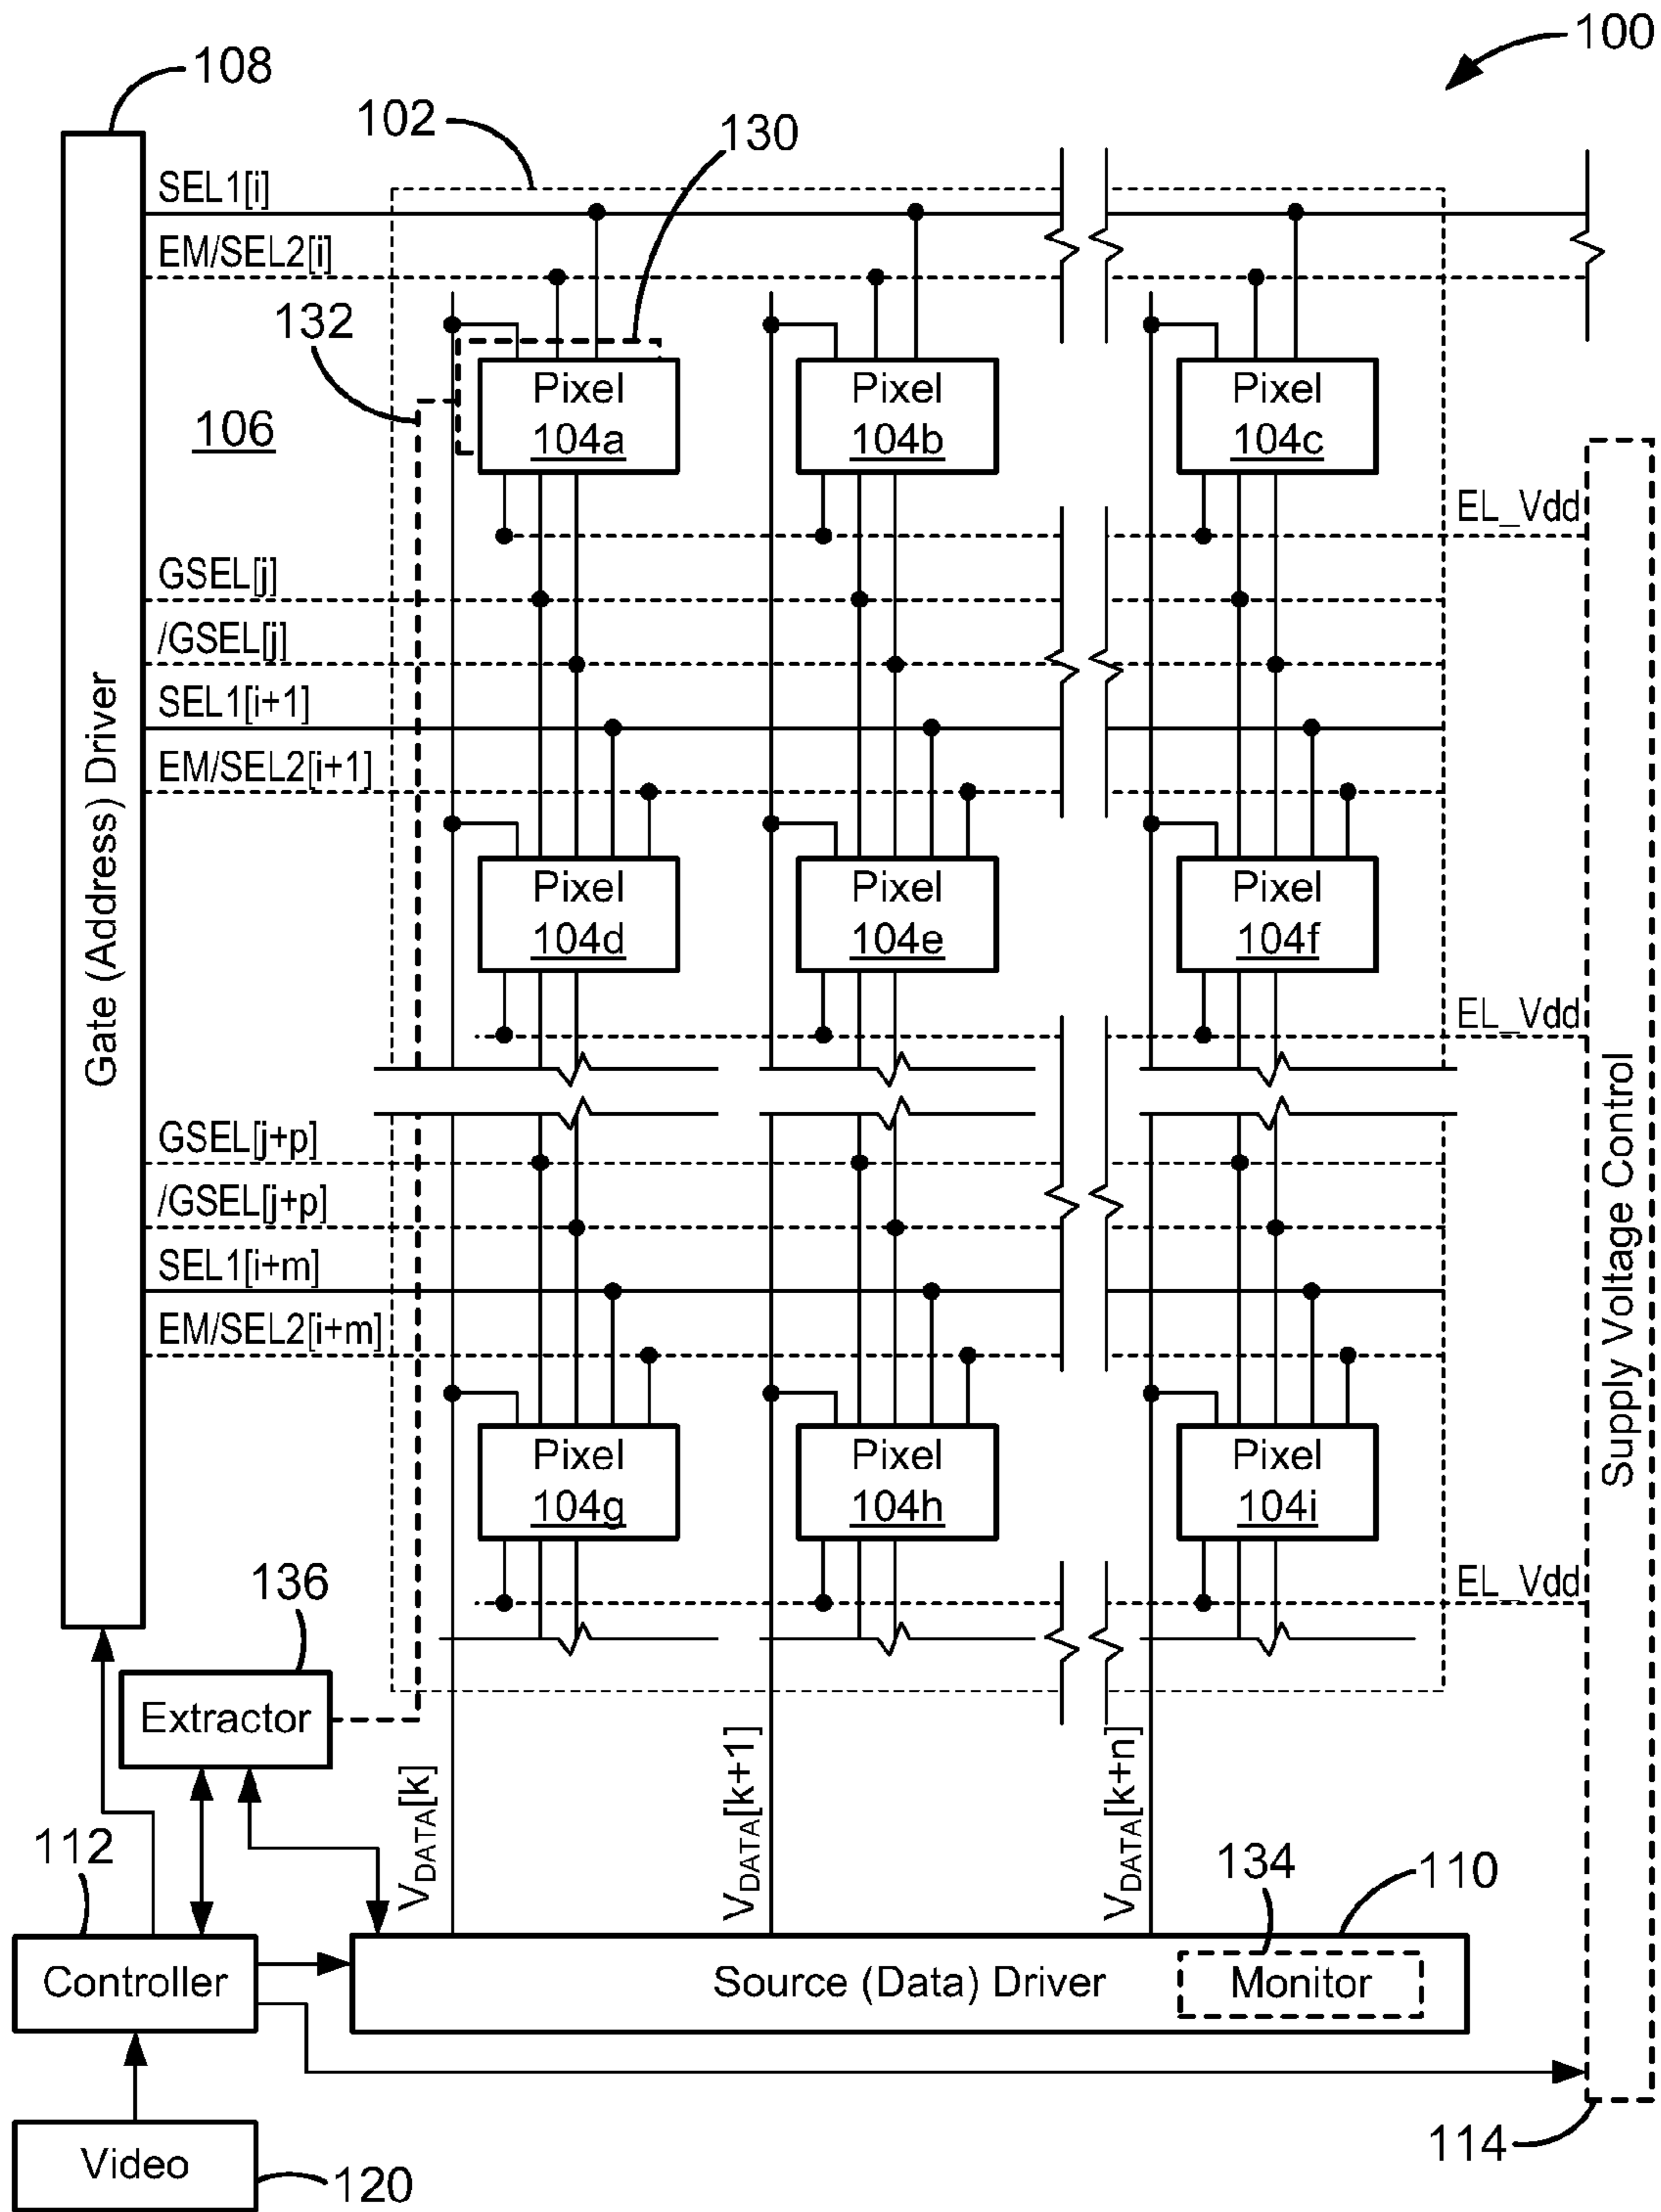 100
108
102
130
SEL1[i]
EM/SEL2[i]
132
106
Pixel
104a
Pixel
104b
Pixel
104c
EL_Vdd
GSEL[j]
/GSEL[j]
SEL1[i+1]
EM/SEL2[i+1]
Gate (Address) Driver
Pixel
104d
Pixel
104e
Pixel
104f
EL_Vdd
Supply Voltage Control
GSEL[j+p]
/GSEL[j+p]
SEL1[i+m]
EM/SEL2[i+m]
Pixel
104g
Pixel
104h
Pixel
104i
EL_Vdd
136
Extractor
VDATA[k]
VDATA[k+1]
VDATA[k+n]
112
134
110
Controller
Source (Data) Driver
Monitor
114
Video
120